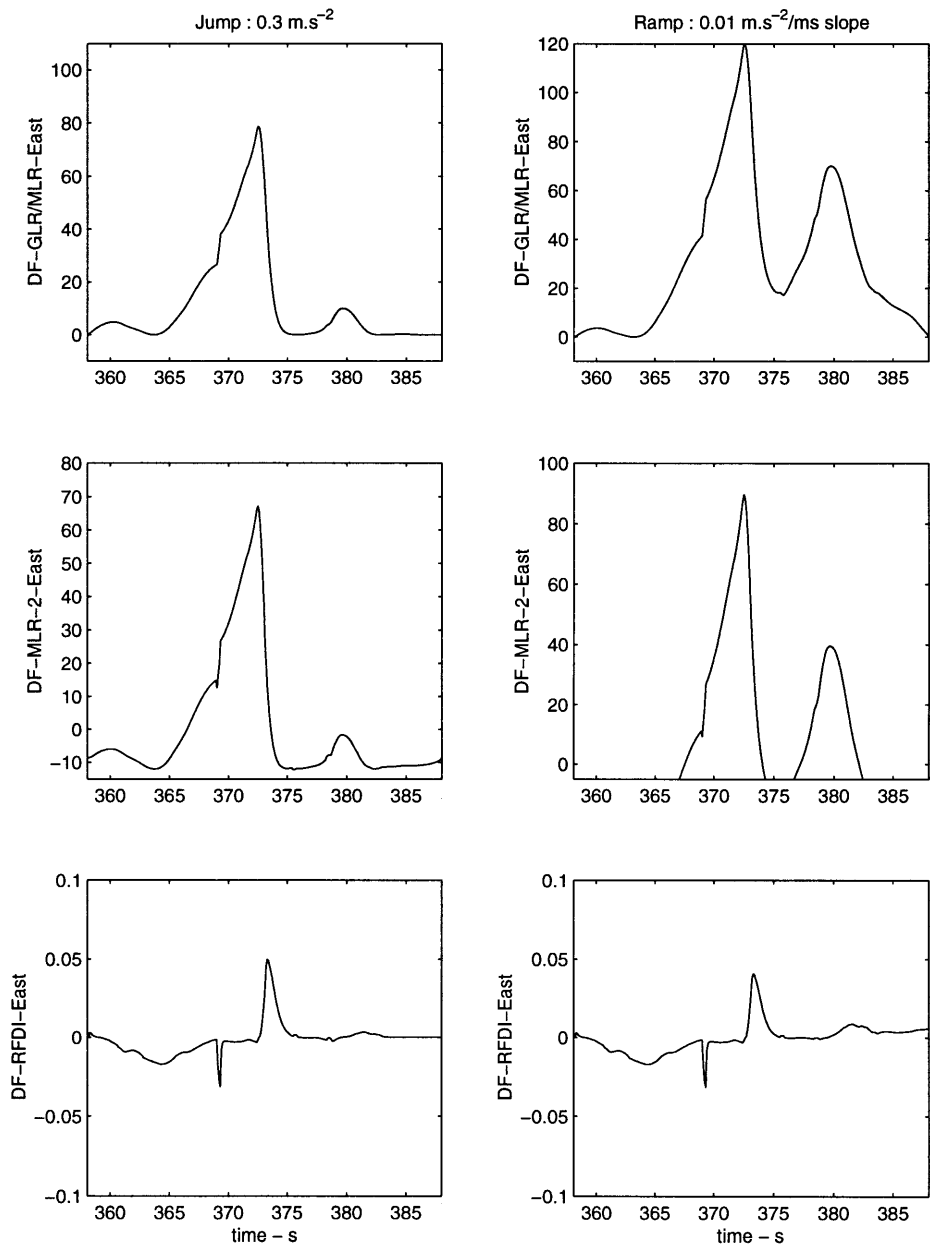 Jump : 0.3 m.s−2
Ramp : 0.01 m.s−2/ms slope
DF−GLR/MLR−East
100
80
60
40
20
0
360 365 370 375 380 385
DF−GLR/MLR−East
120
100
80
60
40
20
0
360 365 370 375 380 385
DF−MLR−2−East
80
70
60
50
40
30
20
10
0
−10
360 365 370 375 380 385
DF−MLR−2−East
100
80
60
40
20
0
360 365 370 375 380 385
DF−RFDI−East
0.1
0.05
0
−0.05
−0.1
360 365 370 375 380 385
time − s
DF−RFDI−East
0.1
0.05
0
−0.05
−0.1
360 365 370 375 380 385
time − s